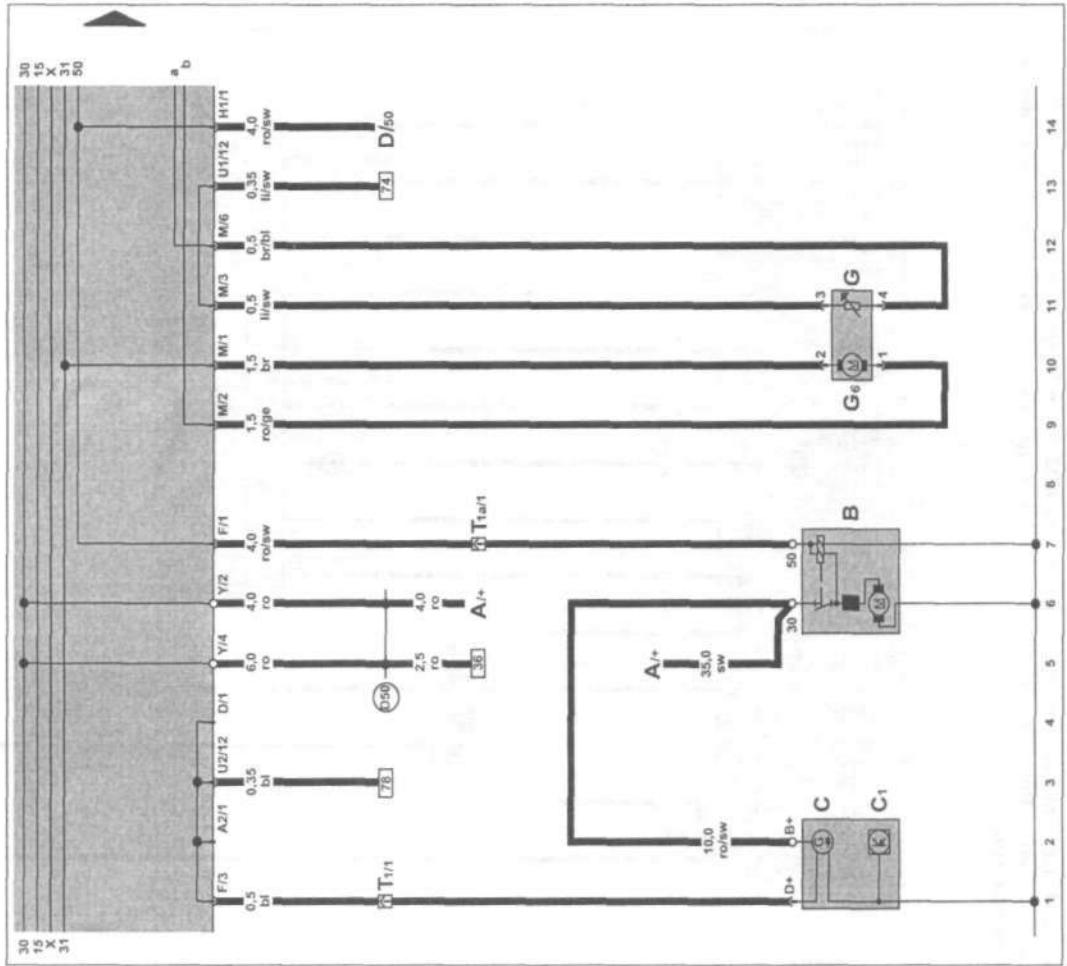 30
15
X
31
30
15
X
31
50
a
b
F/3
A2/1
U2/12
D/1
Y/4
Y/2
F/1
M/2
M/1
M/3
M/6
U1/12
H1/1
0,5
bl
0,35
bl
6,0
ro
4,0
ro
4,0
ro/sw
1,5
ro/ge
1,5
br
0,5
li/sw
0,5
br/bl
0,35
li/sw
4,0
ro/sw
T1/1
78
D50
2,5
ro
36
4,0
ro
A/+
T1a/1
74
D/50
A/+
35,0
sw
10,0
ro/sw
D+
B+
C
C1
G
K
30
50
B
M
2
3
G6
G
M
1
4
1
2
3
4
5
6
7
8
9
10
11
12
13
14